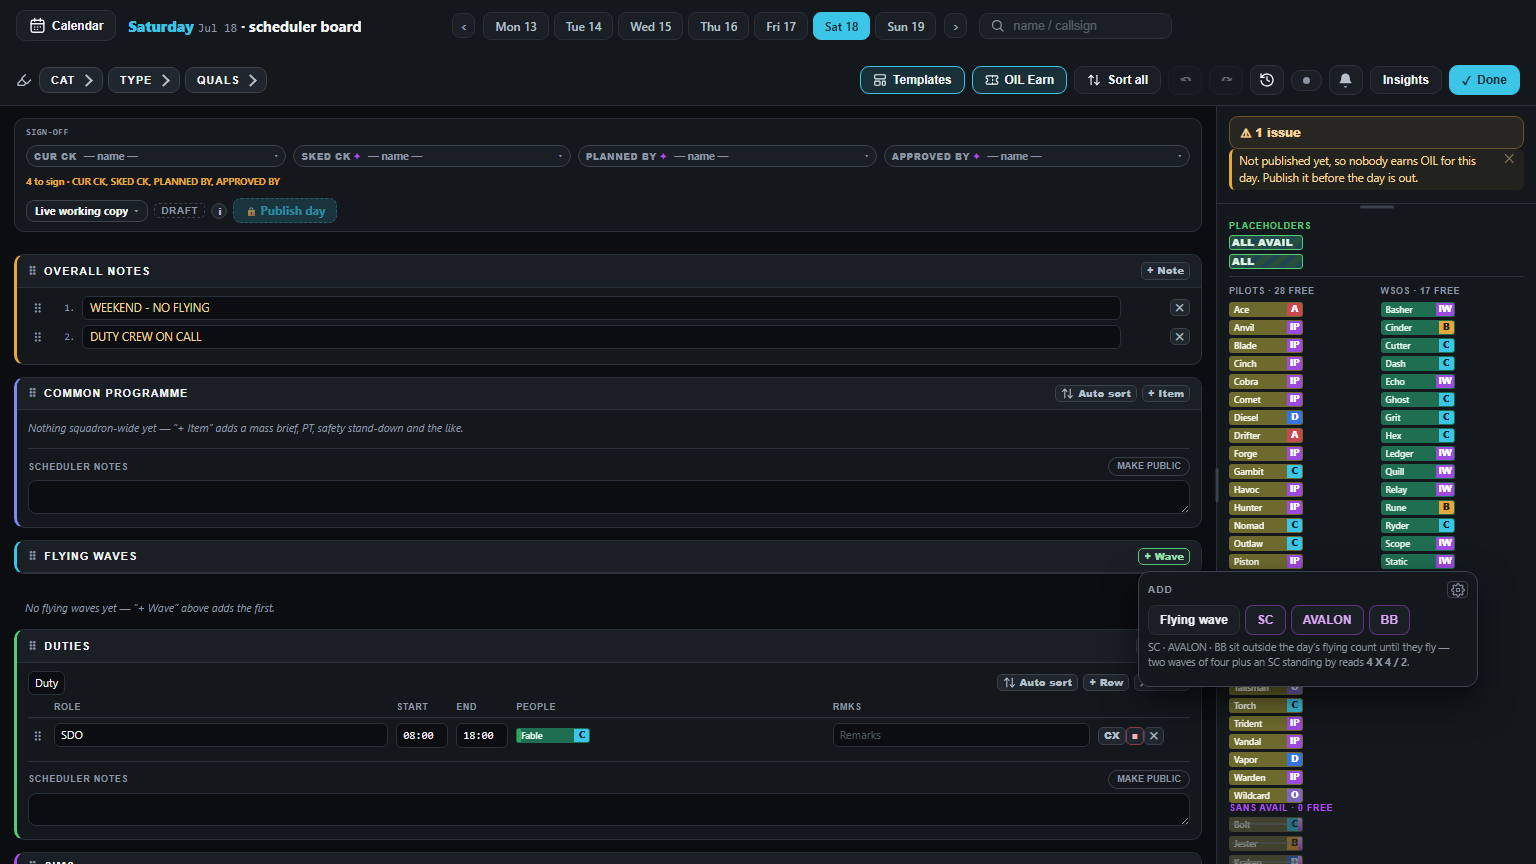 Calendar
Saturday Jul 18 · scheduler board
‹
Mon 13
Tue 14
Wed 15
Thu 16
Fri 17
Sat 18
Sun 19
›
name / callsign
CAT
TYPE
QUALS
Templates
OIL Earn
Sort all
Insights
✓ Done
SIGN-OFF
CUR CK — name —
SKED CK ✦ — name —
PLANNED BY ✦ — name —
APPROVED BY ✦ — name —
4 to sign · CUR CK, SKED CK, PLANNED BY, APPROVED BY
Live working copy
DRAFT
i
Publish day
OVERALL NOTES
+ Note
1. WEEKEND - NO FLYING
2. DUTY CREW ON CALL
COMMON PROGRAMME
Auto sort
+ Item
Nothing squadron-wide yet — "+ Item" adds a mass brief, PT, safety stand-down and the like.
SCHEDULER NOTES
MAKE PUBLIC
FLYING WAVES
+ Wave
No flying waves yet — "+ Wave" above adds the first.
DUTIES
Duty
Auto sort
+ Row
ROLE START END PEOPLE RMKS
SDO 08:00 18:00 Fable C Remarks CX
SCHEDULER NOTES
MAKE PUBLIC
⚠ 1 issue
Not published yet, so nobody earns OIL for this
day. Publish it before the day is out.
PLACEHOLDERS
ALL AVAIL
ALL
PILOTS · 28 FREE
Ace A
Anvil IP
Blade IP
Cinch IP
Cobra IP
Comet IP
Diesel D
Drifter A
Forge IP
Gambit C
Havoc IP
Hunter IP
Nomad C
Outlaw C
Piston IP
WSOS · 17 FREE
Basher IW
Cinder B
Cutter C
Dash C
Echo IW
Ghost C
Grit C
Hex C
Ledger IW
Quill IW
Relay IW
Rune B
Ryder C
Scope IW
Static IW
ADD
Flying wave
SC
AVALON
BB
SC · AVALON · BB sit outside the day's flying count until they fly —
two waves of four plus an SC standing by reads 4 X 4 / 2.
Talisman
Torch C
Trident IP
Vandal IP
Vapor D
Warden IP
Wildcard O
SANS AVAIL · 0 FREE
Bolt C
Jester B